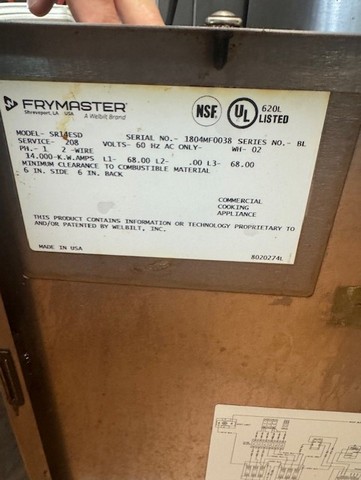 FRYMASTER®
Shreveport, LA USA
A Welbilt Brand
NSF
UL
620L
LISTED
MODEL- SR14ESD SERIAL NO.- 1804MF0038 SERIES NO.- BL
SERVICE- 208 VOLTS- 60 Hz AC ONLY- WH- 02
PH.- 1 2 -WIRE
14.000-K.W.AMPS L1- 68.00 L2- .00 L3- 68.00
MINIMUM CLEARANCE TO COMBUSTIBLE MATERIAL
6 IN. SIDE 6 IN. BACK
COMMERCIAL
COOKING
APPLIANCE
THIS PRODUCT CONTAINS INFORMATION OR TECHNOLOGY PROPRIETARY TO
AND/OR PATENTED BY WELBILT, INC.
MADE IN USA
8020274L